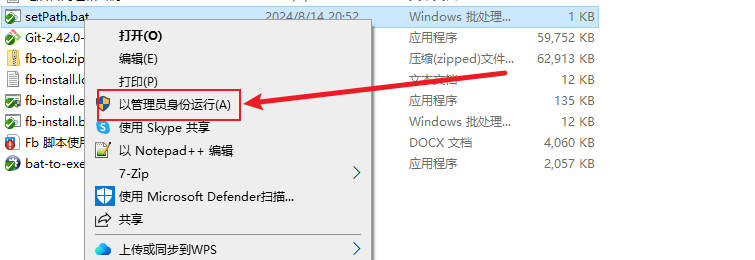 setPath.bat 2024/8/14 20:52 Windows 批处理... 1 KB
Git-2.42.0- 应用程序 59,752 KB
fb-tool.zip 压缩(zipped)文件... 62,913 KB
fb-install.lo 文本文档 12 KB
fb-install.e 应用程序 135 KB
fb-install.b Windows 批处理... 12 KB
Fb 脚本使 DOCX 文档 4,060 KB
bat-to-exe 应用程序 2,057 KB
打开(O)
编辑(E)
打印(P)
以管理员身份运行(A)
使用 Skype 共享
以 Notepad++ 编辑
7-Zip
使用 Microsoft Defender扫描...
共享
上传或同步到WPS